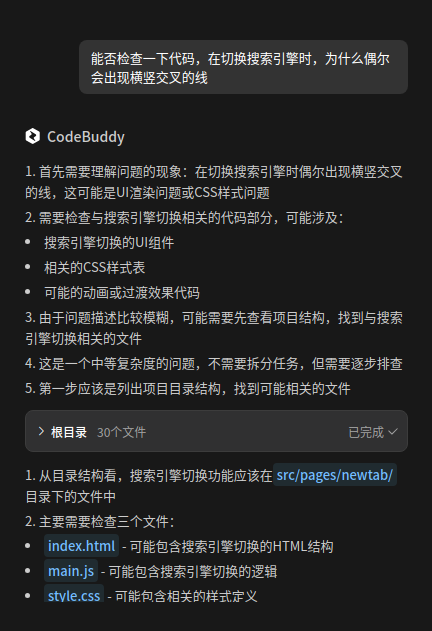 能否检查一下代码，在切换搜索引擎时，为什么偶尔
会出现横竖交叉的线
CodeBuddy
1. 首先需要理解问题的现象：在切换搜索引擎时偶尔出现横竖交叉
的线，这可能是UI渲染问题或CSS样式问题
2. 需要检查与搜索引擎切换相关的代码部分，可能涉及：
• 搜索引擎切换的UI组件
• 相关的CSS样式表
• 可能的动画或过渡效果代码
3. 由于问题描述比较模糊，可能需要先查看项目结构，找到与搜索
引擎切换相关的文件
4. 这是一个中等复杂度的问题，不需要拆分任务，但需要逐步排查
5. 第一步应该是列出项目目录结构，找到可能相关的文件
根目录 30个文件 已完成
1. 从目录结构看，搜索引擎切换功能应该在 src/pages/newtab/
目录下的文件中
2. 主要需要检查三个文件：
• index.html - 可能包含搜索引擎切换的HTML结构
• main.js - 可能包含搜索引擎切换的逻辑
• style.css - 可能包含相关的样式定义